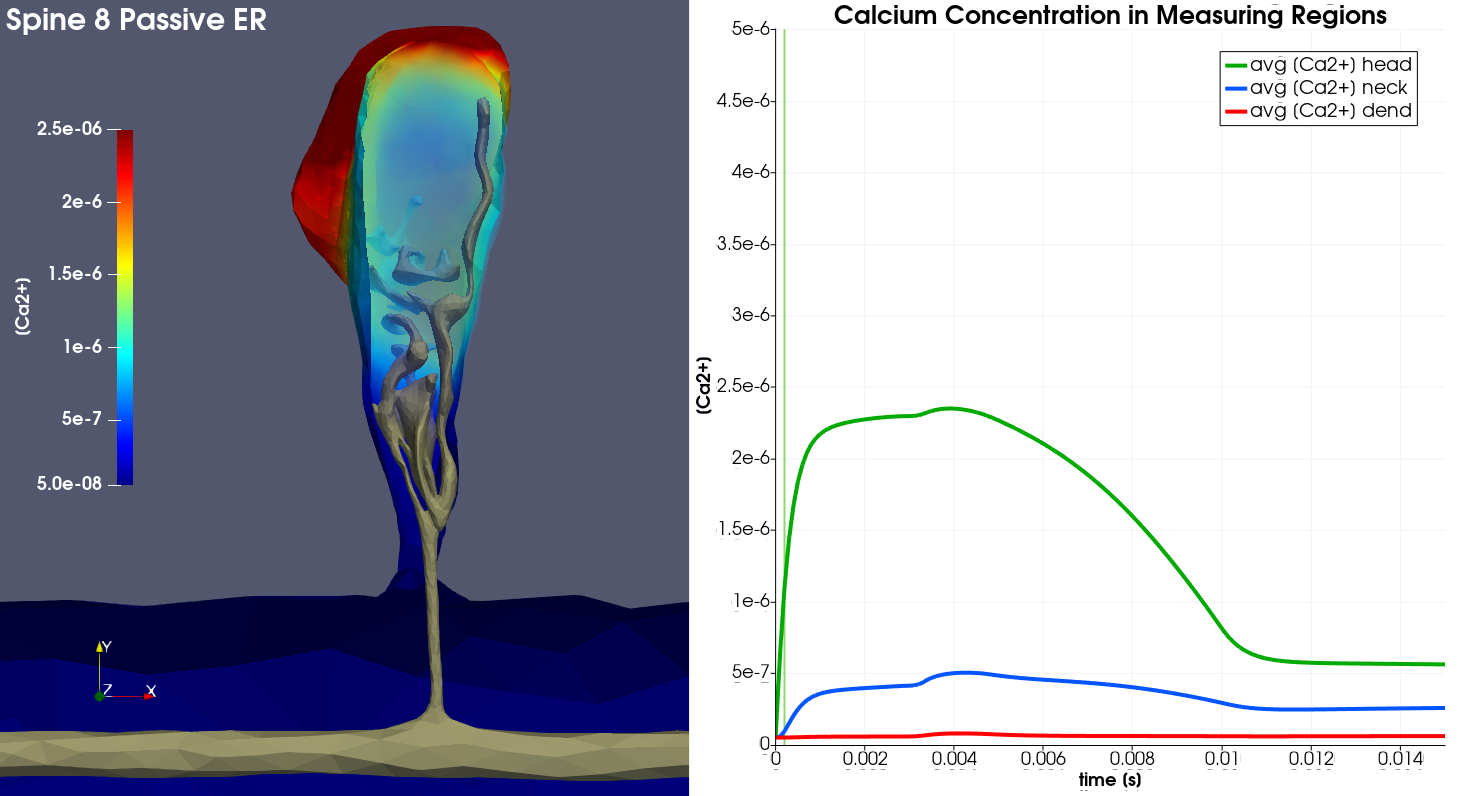 Spine 8 Passive ER
2.5e-06
2e-6
1.5e-6
1e-6
5e-7
5.0e-08
(Ca2+)
Y
Z
X
Calcium Concentration in Measuring Regions
avg (Ca2+) head
avg (Ca2+) neck
avg (Ca2+) dend
5e-6
4.5e-6
4e-6
3.5e-6
3e-6
2.5e-6
2e-6
1.5e-6
1e-6
5e-7
0
(Ca2+)
0 0.002 0.004 0.006 0.008 0.01 0.012 0.014
time (s)